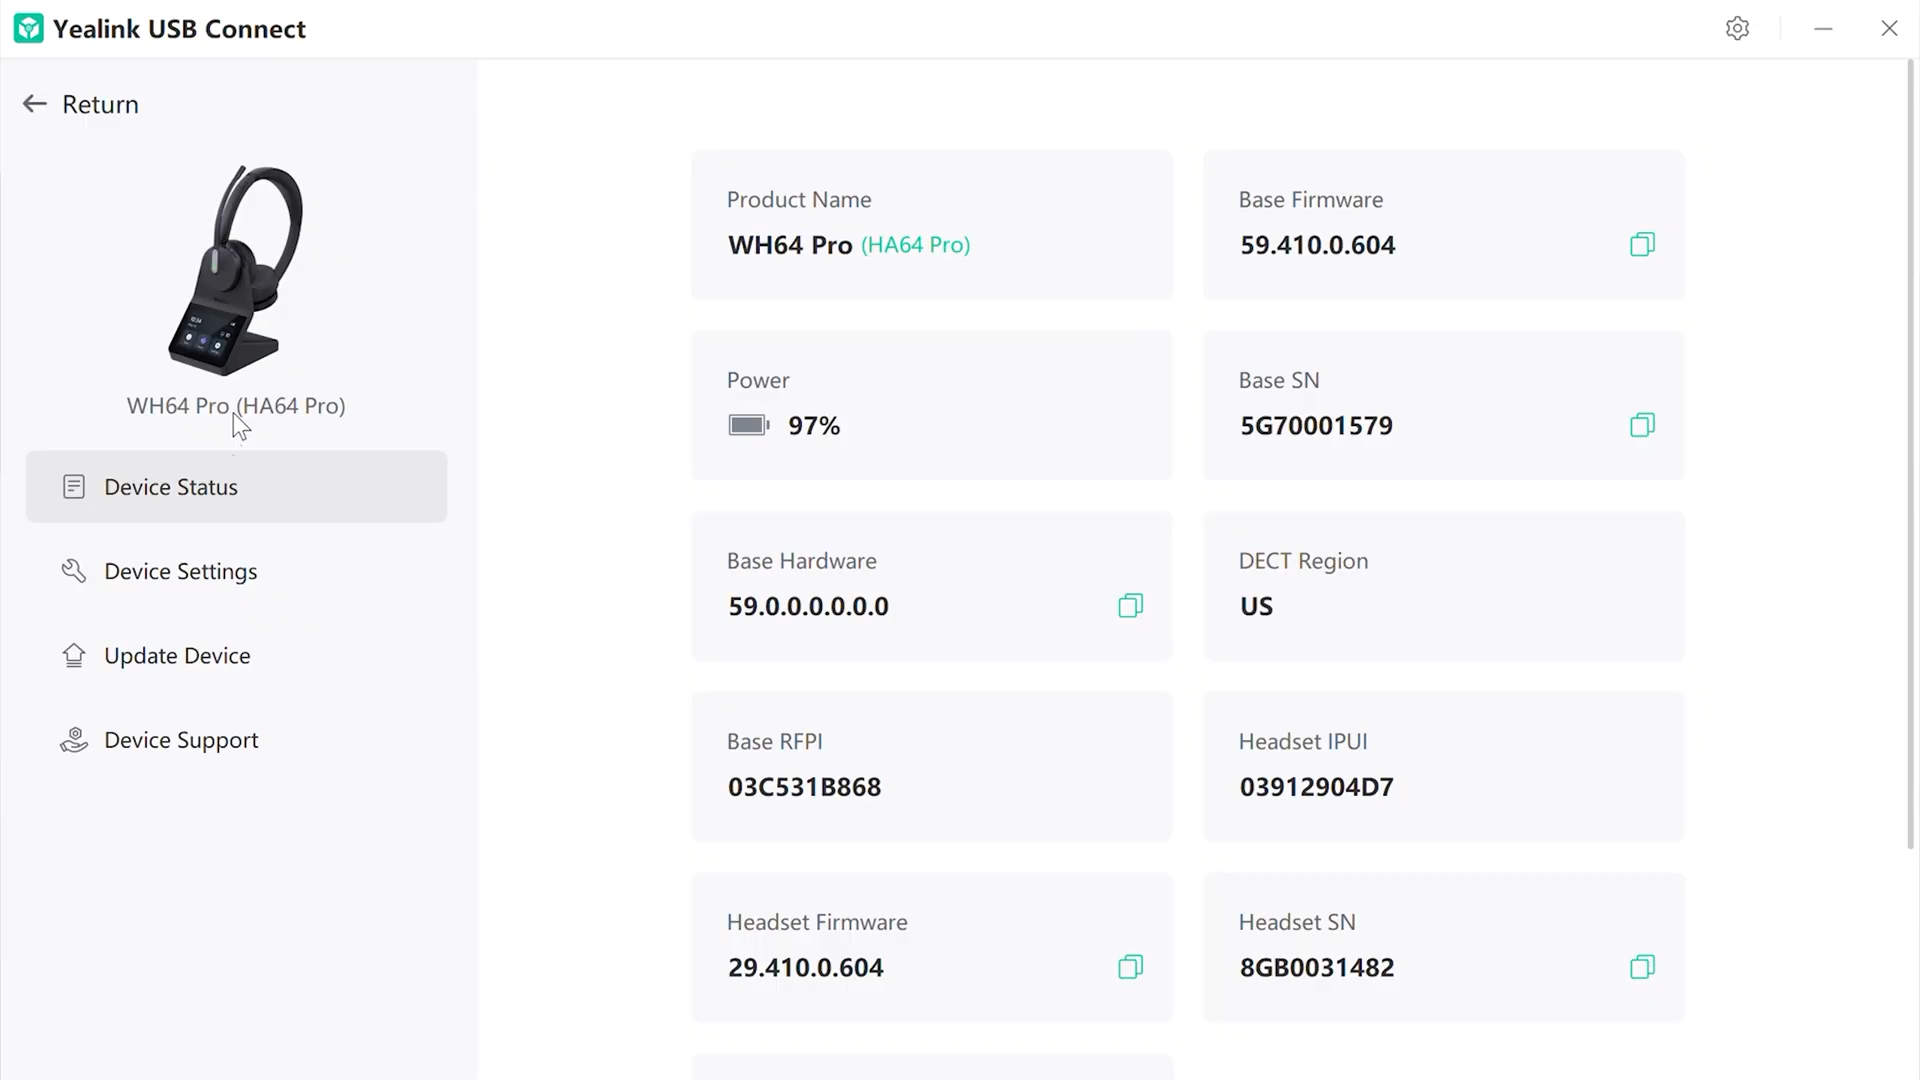 Yealink USB Connect
Return
WH64 Pro (HA64 Pro)
Device Status
Device Settings
Update Device
Device Support
Product Name
WH64 Pro (HA64 Pro)
Base Firmware
59.410.0.604
Power
97%
Base SN
5G70001579
Base Hardware
59.0.0.0.0.0.0
DECT Region
US
Base RFPI
03C531B868
Headset IPUI
03912904D7
Headset Firmware
29.410.0.604
Headset SN
8GB0031482